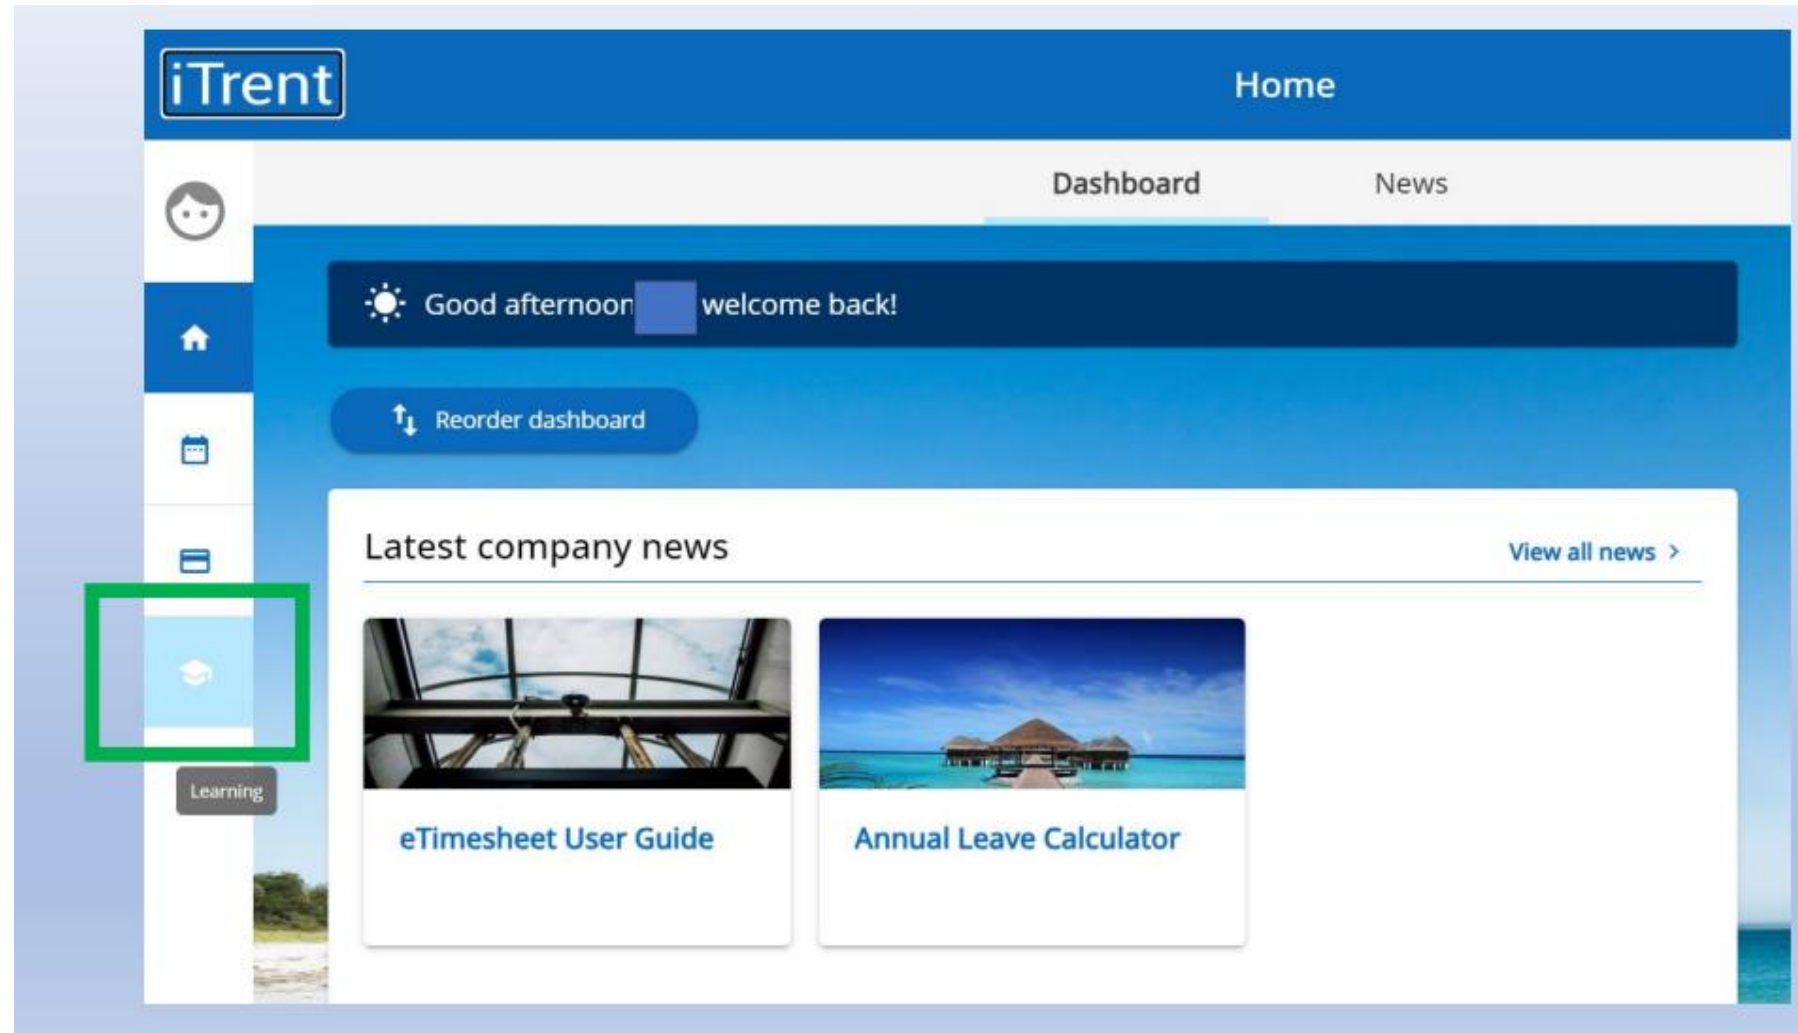 iTrent
Home
Dashboard
News
Good afternoon welcome back!
Reorder dashboard
Latest company news
View all news >
Learning
eTimesheet User Guide
Annual Leave Calculator